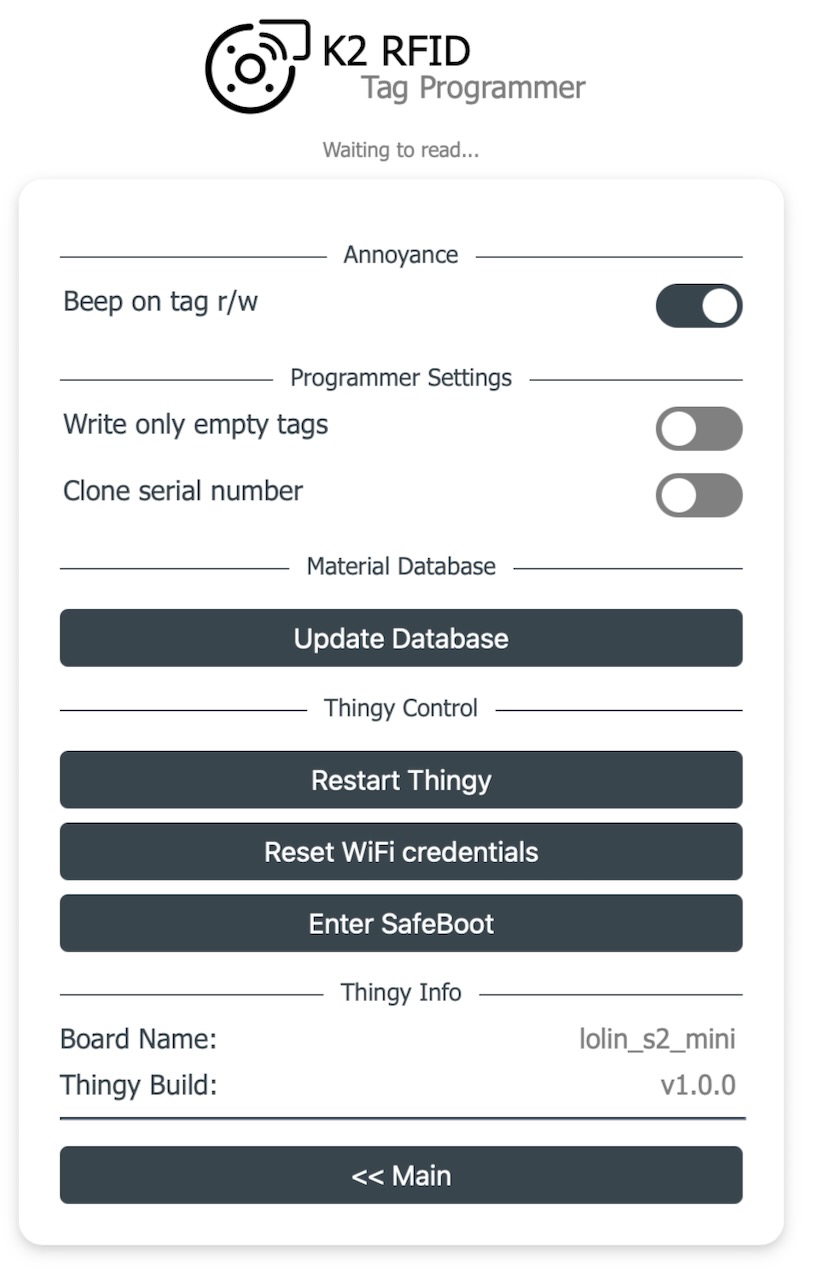 K2 RFID
Tag Programmer
Waiting to read...
Annoyance
Beep on tag r/w
Programmer Settings
Write only empty tags
Clone serial number
Material Database
Update Database
Thingy Control
Restart Thingy
Reset WiFi credentials
Enter SafeBoot
Thingy Info
Board Name: lolin_s2_mini
Thingy Build: v1.0.0
<< Main